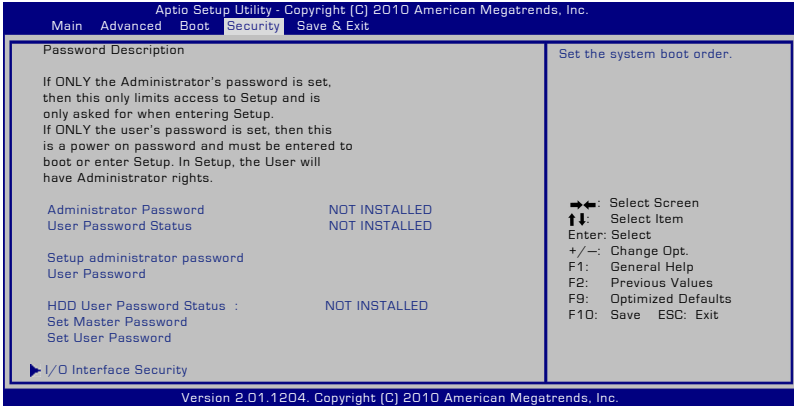 Aptio Setup Utility - Copyright (C) 2010 American Megatrends, Inc.
Main Advanced Boot Security Save & Exit
Password Description
If ONLY the Administrator's password is set,
then this only limits access to Setup and is
only asked for when entering Setup.
If ONLY the user's password is set, then this
is a power on password and must be entered to
boot or enter Setup. In Setup, the User will
have Administrator rights.
Administrator Password NOT INSTALLED
User Password Status NOT INSTALLED
Setup administrator password
User Password
HDD User Password Status : NOT INSTALLED
Set Master Password
Set User Password
I/O Interface Security
Set the system boot order.
→←: Select Screen
↑↓: Select Item
Enter: Select
+/—: Change Opt.
F1: General Help
F2: Previous Values
F9: Optimized Defaults
F10: Save ESC: Exit
Version 2.01.1204. Copyright (C) 2010 American Megatrends, Inc.